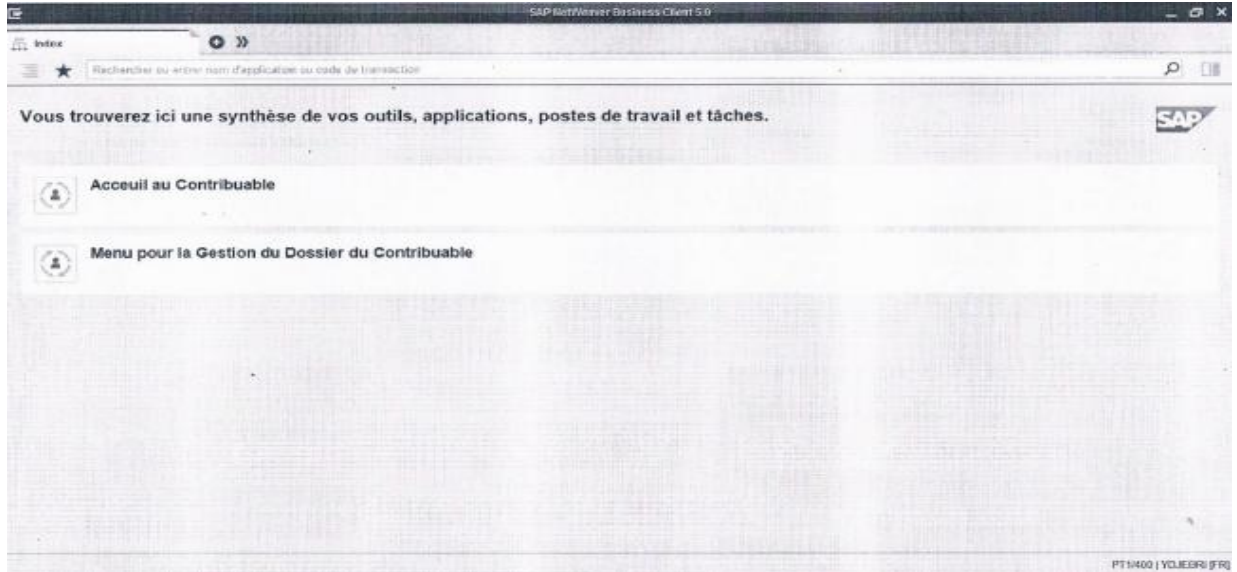 SAP NetWeaver Business Client 5.0
Index
Rechercher ou entrer nom d'application ou code de transaction
Vous trouverez ici une synthèse de vos outils, applications, postes de travail et tâches.
SAP
Acceuil au Contribuable
Menu pour la Gestion du Dossier du Contribuable
PT1/400 | [FR]